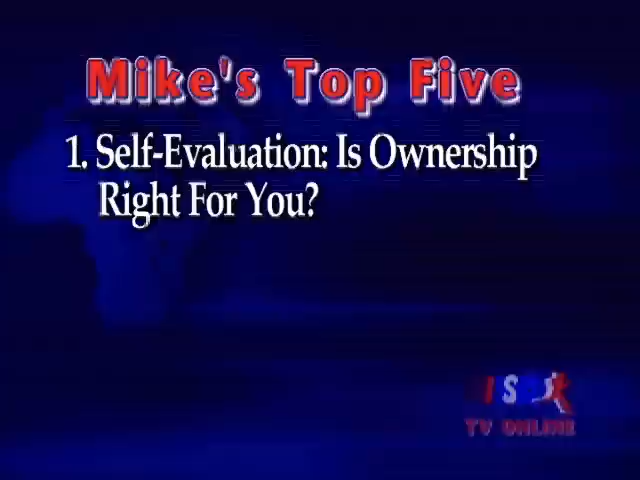 Mike's Top Five
1. Self-Evaluation: Is Ownership
Right For You?
TV ONLINE